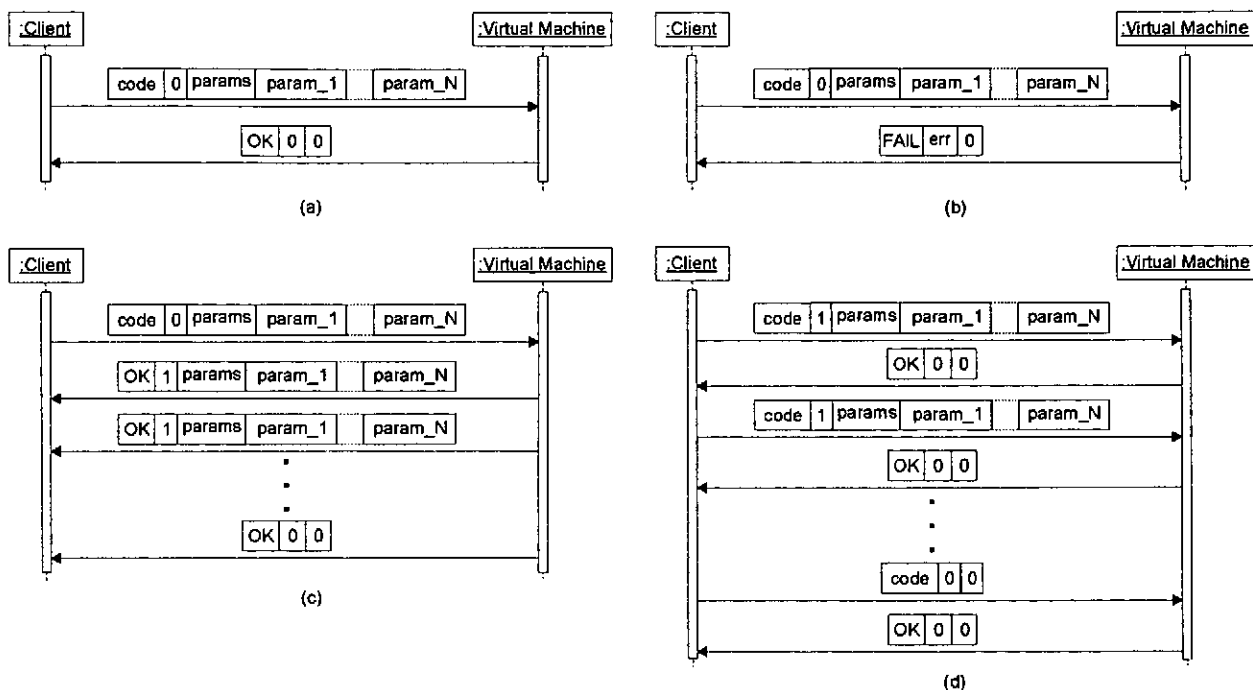 :Client :Virtual Machine
code 0 params param_1 param_N
OK 0 0
(a)
:Client :Virtual Machine
code 0 params param_1 param_N
FAIL err 0
(b)
:Client :Virtual Machine
code 0 params param_1 param_N
OK 1 params param_1 param_N
OK 1 params param_1 param_N
OK 0 0
(c)
:Client :Virtual Machine
code 1 params param_1 param_N
OK 0 0
code 1 params param_1 param_N
OK 0 0
code 0 0
OK 0 0
(d)